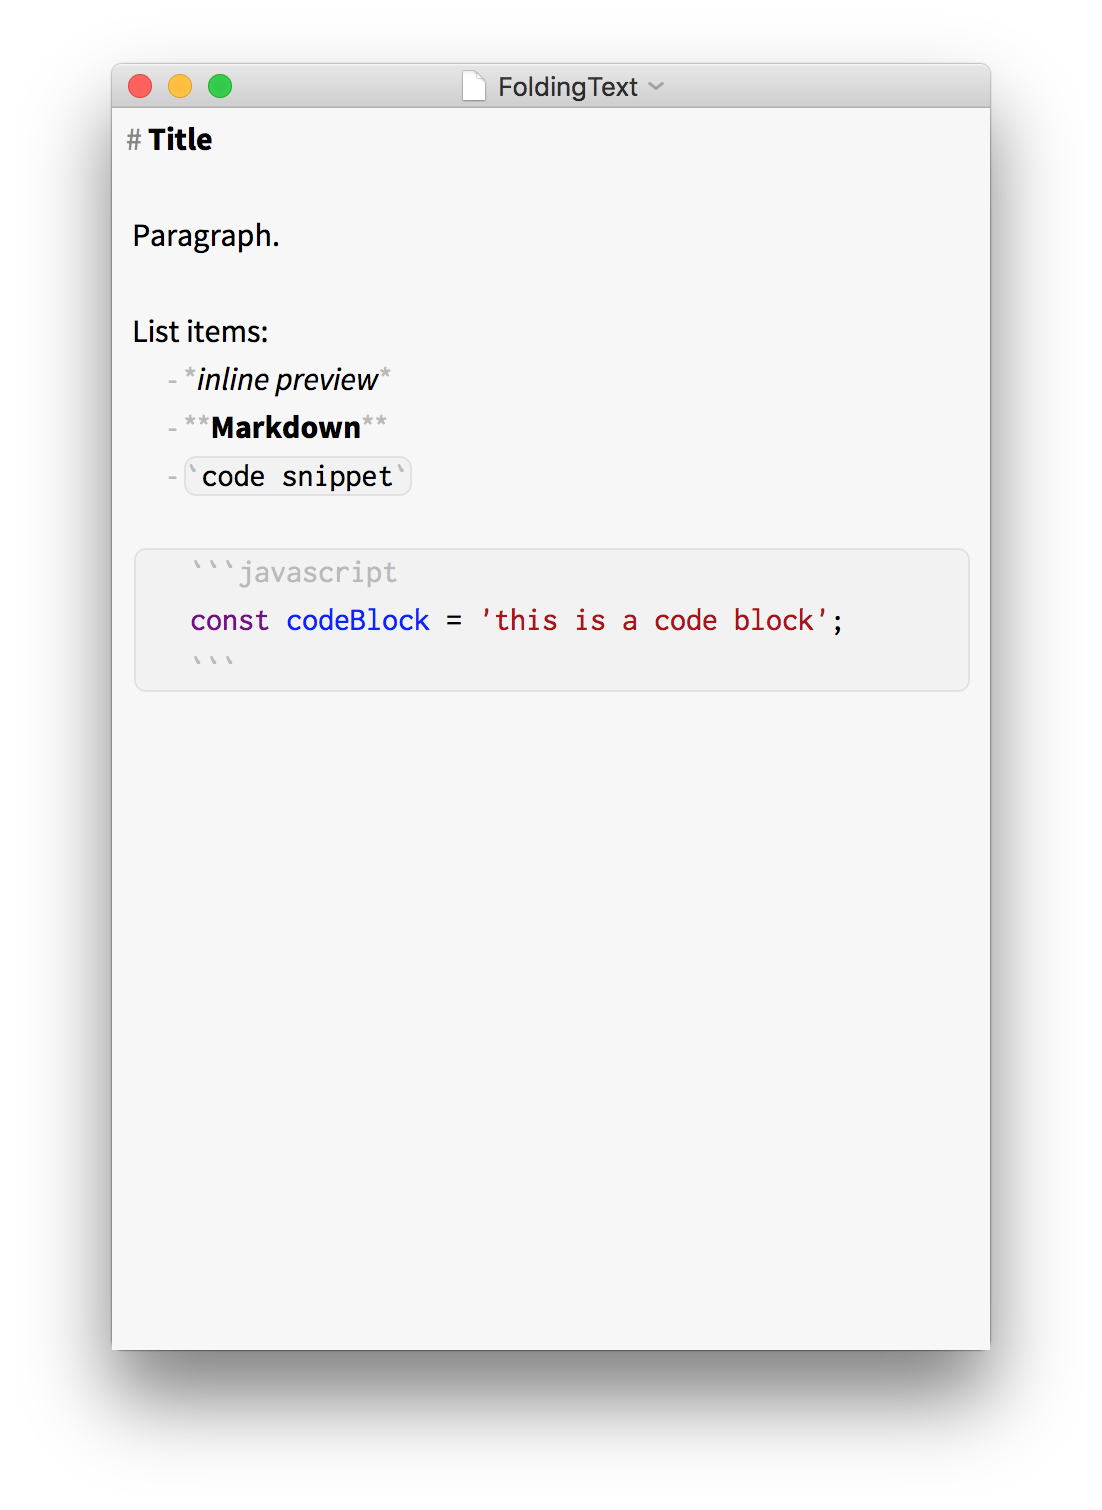 FoldingText
# Title
Paragraph.
List items:
- *inline preview*
- **Markdown**
- `code snippet`
```javascript
const codeBlock = 'this is a code block';
```